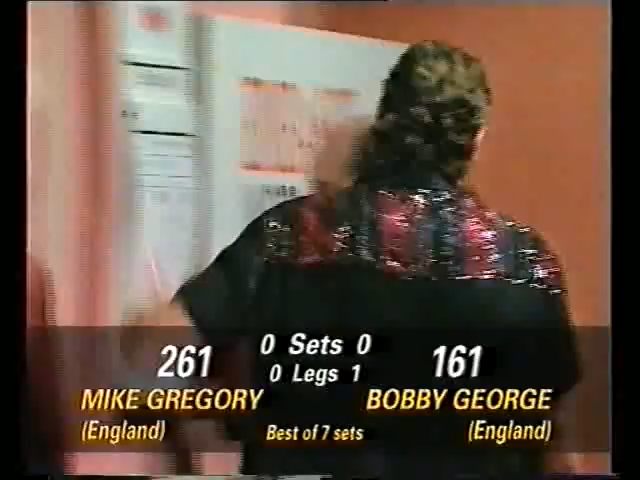 0 Sets 0
261 161
0 Legs 1
MIKE GREGORY BOBBY GEORGE
(England) Best of 7 sets (England)